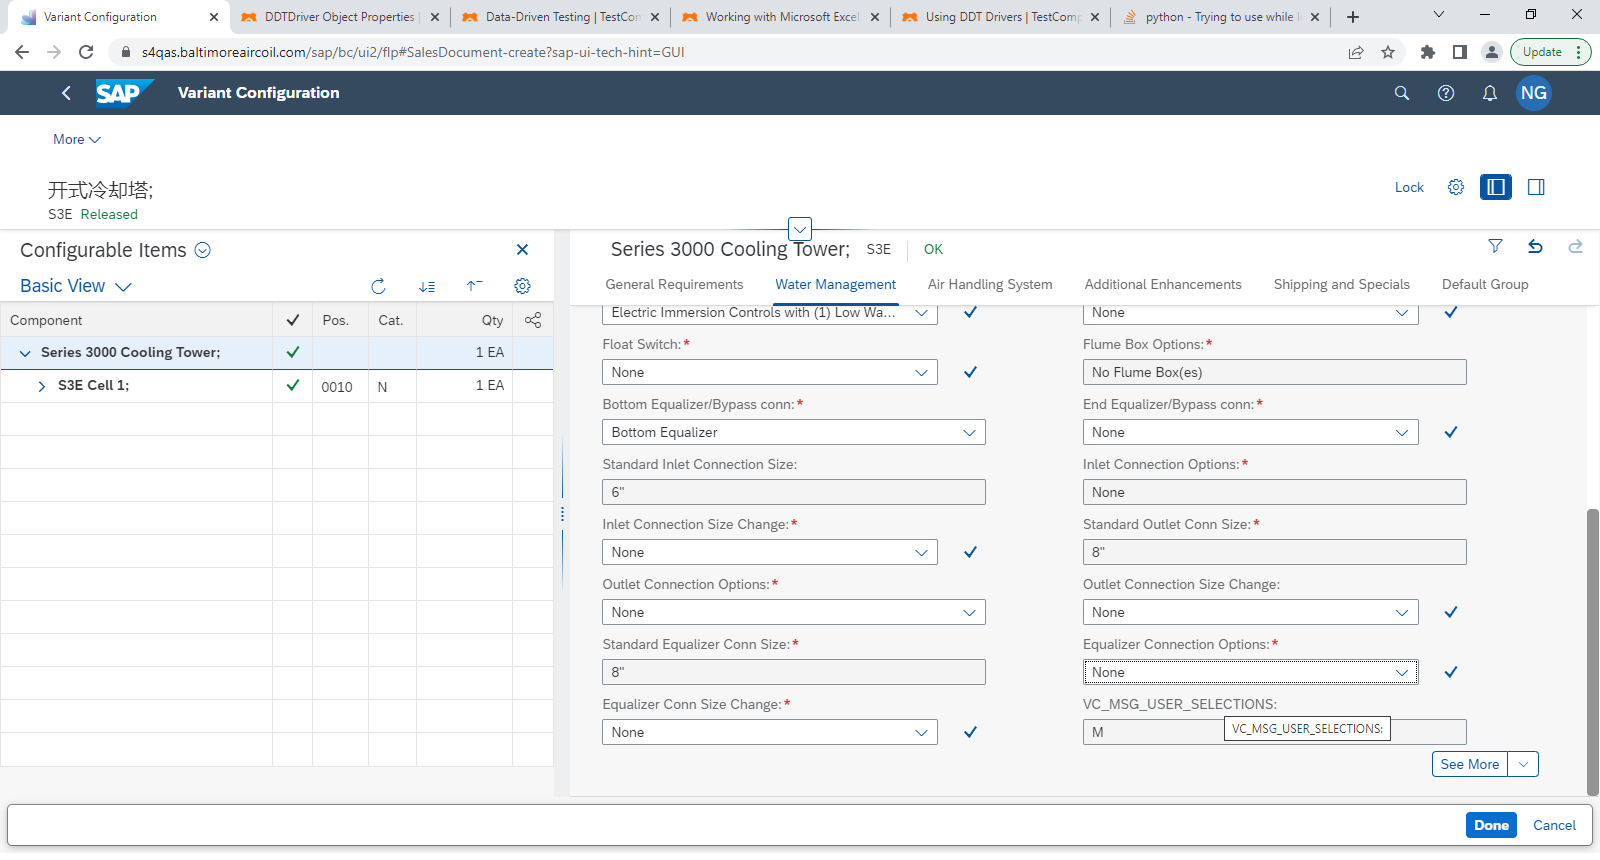 Variant Configuration
DDTDriver Object Properties
Data-Driven Testing | TestCom
Working with Microsoft Excel
Using DDT Drivers | TestComp
python - Trying to use while l
s4qas.baltimoreaircoil.com/sap/bc/ui2/flp#SalesDocument-create?sap-ui-tech-hint=GUI
Update
SAP
Variant Configuration
NG
More
开式冷却塔;
S3E Released
Lock
Configurable Items
Basic View
Component Pos. Cat. Qty
Series 3000 Cooling Tower; 1 EA
S3E Cell 1; 0010 N 1 EA
Series 3000 Cooling Tower; S3E OK
General Requirements Water Management Air Handling System Additional Enhancements Shipping and Specials Default Group
Electric Immersion Controls with (1) Low Wa... None
Float Switch:* Flume Box Options:*
None No Flume Box(es)
Bottom Equalizer/Bypass conn:* End Equalizer/Bypass conn:*
Bottom Equalizer None
Standard Inlet Connection Size: Inlet Connection Options:*
6" None
Inlet Connection Size Change:* Standard Outlet Conn Size:*
None 8"
Outlet Connection Options:* Outlet Connection Size Change:
None None
Standard Equalizer Conn Size:* Equalizer Connection Options:*
8" None
Equalizer Conn Size Change:* VC_MSG_USER_SELECTIONS:
None M VC_MSG_USER_SELECTIONS:
See More
Done Cancel